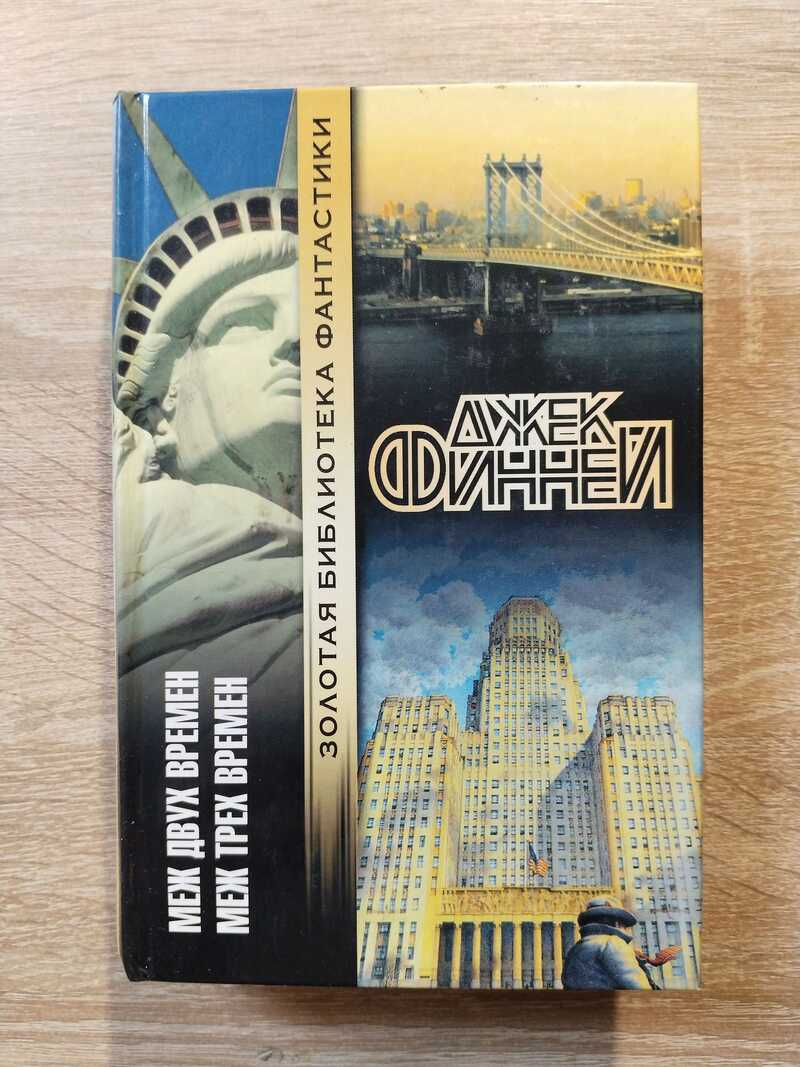 МЕЖ ДВУХ ВРЕМЕН
МЕЖ ТРЕХ ВРЕМЕН
ЗОЛОТАЯ БИБЛИОТЕКА ФАНТАСТИКИ
ДЖЕК
ФИННЕЙ